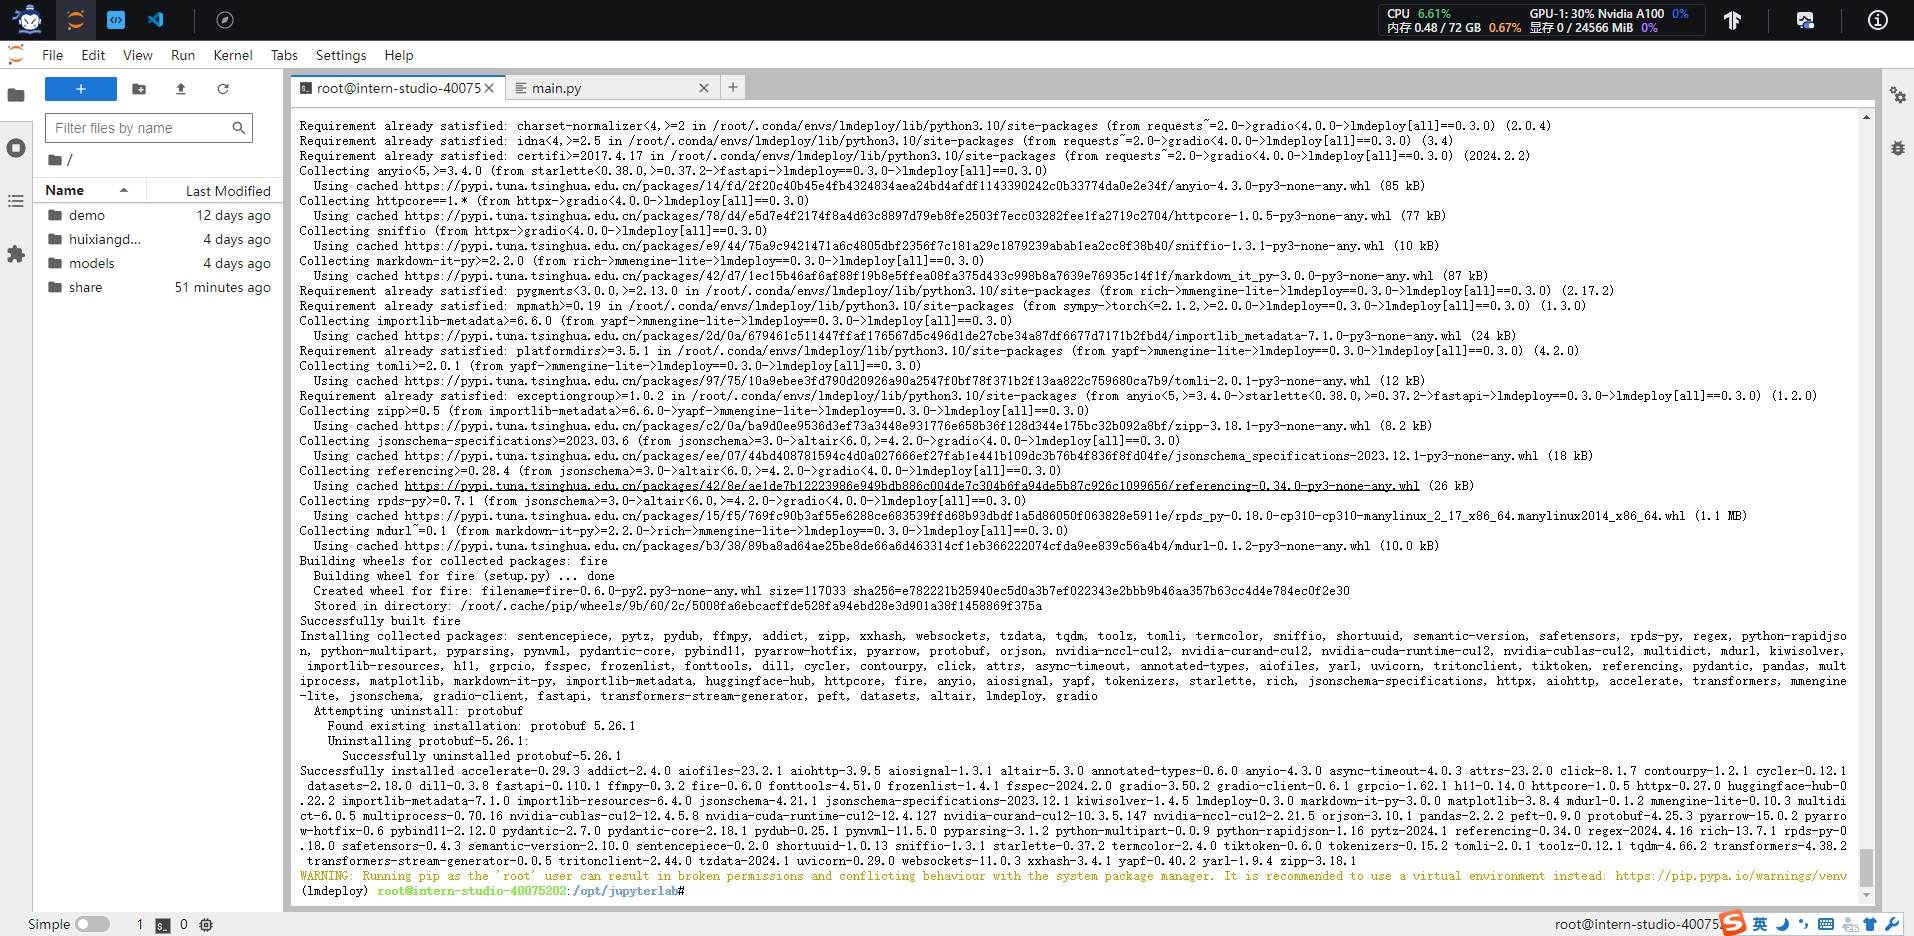 CPU 6.61% GPU-1: 30% Nvidia A100 0%
内存 0.48 / 72 GB 0.67% 显存 0 / 24566 MiB 0%
File Edit View Run Kernel Tabs Settings Help
root@intern-studio-40075
main.py
Filter files by name
/
Name Last Modified
demo 12 days ago
huixiangd... 4 days ago
models 4 days ago
share 51 minutes ago
Requirement already satisfied: charset-normalizer<4,>=2 in /root/.conda/envs/lmdeploy/lib/python3.10/site-packages (from requests~=2.0->gradio<4.0.0->lmdeploy[all]==0.3.0) (2.0.4)
Requirement already satisfied: idna<4,>=2.5 in /root/.conda/envs/lmdeploy/lib/python3.10/site-packages (from requests~=2.0->gradio<4.0.0->lmdeploy[all]==0.3.0) (3.4)
Requirement already satisfied: certifi>=2017.4.17 in /root/.conda/envs/lmdeploy/lib/python3.10/site-packages (from requests~=2.0->gradio<4.0.0->lmdeploy[all]==0.3.0) (2024.2.2)
Collecting anyio<5,>=3.4.0 (from starlette<0.38.0,>=0.37.2->fastapi->lmdeploy==0.3.0->lmdeploy[all]==0.3.0)
Using cached https://pypi.tuna.tsinghua.edu.cn/packages/14/fd/2f20c40b45e4fb4324834aea24bd4afdf1143390242c0b33774da0e2e34f/anyio-4.3.0-py3-none-any.whl (85 kB)
Collecting httpcore==1.* (from httpx->gradio<4.0.0->lmdeploy[all]==0.3.0)
Using cached https://pypi.tuna.tsinghua.edu.cn/packages/78/d4/e5d7e4f2174f8a4d63c8897d79eb8fe2503f7ecc03282fee1fa2719c2704/httpcore-1.0.5-py3-none-any.whl (77 kB)
Collecting sniffio (from httpx->gradio<4.0.0->lmdeploy[all]==0.3.0)
Using cached https://pypi.tuna.tsinghua.edu.cn/packages/e9/44/75a9c9421471a6c4805dbf2356f7c181a29c1879239abab1ea2cc8f38b40/sniffio-1.3.1-py3-none-any.whl (10 kB)
Collecting markdown-it-py>=2.2.0 (from rich->mmengine-lite->lmdeploy==0.3.0->lmdeploy[all]==0.3.0)
Using cached https://pypi.tuna.tsinghua.edu.cn/packages/42/d7/1ec15b46af6af88f19b8e5ffea08fa375d433c998b8a7639e76935c14f1f/markdown_it_py-3.0.0-py3-none-any.whl (87 kB)
Requirement already satisfied: pygments<3.0.0,>=2.13.0 in /root/.conda/envs/lmdeploy/lib/python3.10/site-packages (from rich->mmengine-lite->lmdeploy==0.3.0->lmdeploy[all]==0.3.0) (2.17.2)
Requirement already satisfied: mpmath>=0.19 in /root/.conda/envs/lmdeploy/lib/python3.10/site-packages (from sympy->torch<=2.1.2,>=2.0.0->lmdeploy==0.3.0->lmdeploy[all]==0.3.0) (1.3.0)
Collecting importlib-metadata>=6.6.0 (from yapf->mmengine-lite->lmdeploy==0.3.0->lmdeploy[all]==0.3.0)
Using cached https://pypi.tuna.tsinghua.edu.cn/packages/2d/0a/679461c511447ffaf176567d5c496d1de27cbe34a87df6677d7171b2fbd4/importlib_metadata-7.1.0-py3-none-any.whl (24 kB)
Requirement already satisfied: platformdirs>=3.5.1 in /root/.conda/envs/lmdeploy/lib/python3.10/site-packages (from yapf->mmengine-lite->lmdeploy==0.3.0->lmdeploy[all]==0.3.0) (4.2.0)
Collecting tomli>=2.0.1 (from yapf->mmengine-lite->lmdeploy==0.3.0->lmdeploy[all]==0.3.0)
Using cached https://pypi.tuna.tsinghua.edu.cn/packages/97/75/10a9ebee3fd790d20926a90a2547f0bf78f371b2f13aa822c759680ca7b9/tomli-2.0.1-py3-none-any.whl (12 kB)
Requirement already satisfied: exceptiongroup>=1.0.2 in /root/.conda/envs/lmdeploy/lib/python3.10/site-packages (from anyio<5,>=3.4.0->starlette<0.38.0,>=0.37.2->fastapi->lmdeploy==0.3.0->lmdeploy[all]==0.3.0) (1.2.0)
Collecting zipp>=0.5 (from importlib-metadata>=6.6.0->yapf->mmengine-lite->lmdeploy==0.3.0->lmdeploy[all]==0.3.0)
Using cached https://pypi.tuna.tsinghua.edu.cn/packages/c2/0a/ba9d0ee9536d3ef73a3448e931776e658b36f128d344e175bc32b092a8bf/zipp-3.18.1-py3-none-any.whl (8.2 kB)
Collecting jsonschema-specifications>=2023.03.6 (from jsonschema>=3.0->altair<6.0,>=4.2.0->gradio<4.0.0->lmdeploy[all]==0.3.0)
Using cached https://pypi.tuna.tsinghua.edu.cn/packages/ee/07/44bd408781594c4d0a027666ef27fab1e441b109dc3b76b4f836f8fd04fe/jsonschema_specifications-2023.12.1-py3-none-any.whl (18 kB)
Collecting referencing>=0.28.4 (from jsonschema>=3.0->altair<6.0,>=4.2.0->gradio<4.0.0->lmdeploy[all]==0.3.0)
Using cached https://pypi.tuna.tsinghua.edu.cn/packages/42/8e/ae1de7b12223986e949bdb886c004de7c304b6fa94de5b87c926c1099656/referencing-0.34.0-py3-none-any.whl (26 kB)
Collecting rpds-py>=0.7.1 (from jsonschema>=3.0->altair<6.0,>=4.2.0->gradio<4.0.0->lmdeploy[all]==0.3.0)
Using cached https://pypi.tuna.tsinghua.edu.cn/packages/15/f5/769fc90b3af55e6288ce683539ffd68b93dbdf1a5d86050f063828e5911e/rpds_py-0.18.0-cp310-cp310-manylinux_2_17_x86_64.manylinux2014_x86_64.whl (1.1 MB)
Collecting mdurl~=0.1 (from markdown-it-py>=2.2.0->rich->mmengine-lite->lmdeploy==0.3.0->lmdeploy[all]==0.3.0)
Using cached https://pypi.tuna.tsinghua.edu.cn/packages/b3/38/89ba8ad64ae25be8de66a6d463314cf1eb366222074cfda9ee839c56a4b4/mdurl-0.1.2-py3-none-any.whl (10.0 kB)
Building wheels for collected packages: fire
Building wheel for fire (setup.py) ... done
Created wheel for fire: filename=fire-0.6.0-py2.py3-none-any.whl size=117033 sha256=e782221b25940ec5d0a3b7ef022343e2bbb9b46aa357b63cc4d4e784ec0f2e30
Stored in directory: /root/.cache/pip/wheels/9b/60/2c/5008fa6ebcacffde528fa94ebd28e3d901a38f1458869f375a
Successfully built fire
Installing collected packages: sentencepiece, pytz, pydub, ffmpy, addict, zipp, xxhash, websockets, tzdata, tqdm, toolz, tomli, termcolor, sniffio, shortuuid, semantic-version, safetensors, rpds-py, regex, python-rapidjso
n, python-multipart, pyparsing, pynvml, pydantic-core, pybind11, pyarrow-hotfix, pyarrow, protobuf, orjson, nvidia-nccl-cu12, nvidia-curand-cu12, nvidia-cuda-runtime-cu12, nvidia-cublas-cu12, multidict, mdurl, kiwisolver,
importlib-resources, h11, grpcio, fsspec, frozenlist, fonttools, dill, cycler, contourpy, click, attrs, async-timeout, annotated-types, aiofiles, yarl, uvicorn, tritonclient, tiktoken, referencing, pydantic, pandas, mult
iprocess, matplotlib, markdown-it-py, importlib-metadata, huggingface-hub, httpcore, fire, anyio, aiosignal, yapf, tokenizers, starlette, rich, jsonschema-specifications, httpx, aiohttp, accelerate, transformers, mmengine
-lite, jsonschema, gradio-client, fastapi, transformers-stream-generator, peft, datasets, altair, lmdeploy, gradio
Attempting uninstall: protobuf
Found existing installation: protobuf 5.26.1
Uninstalling protobuf-5.26.1:
Successfully uninstalled protobuf-5.26.1
Successfully installed accelerate-0.29.3 addict-2.4.0 aiofiles-23.2.1 aiohttp-3.9.5 aiosignal-1.3.1 altair-5.3.0 annotated-types-0.6.0 anyio-4.3.0 async-timeout-4.0.3 attrs-23.2.0 click-8.1.7 contourpy-1.2.1 cycler-0.12.1
datasets-2.18.0 dill-0.3.8 fastapi-0.110.1 ffmpy-0.3.2 fire-0.6.0 fonttools-4.51.0 frozenlist-1.4.1 fsspec-2024.2.0 gradio-3.50.2 gradio-client-0.6.1 grpcio-1.62.1 h11-0.14.0 httpcore-1.0.5 httpx-0.27.0 huggingface-hub-0
.22.2 importlib-metadata-7.1.0 importlib-resources-6.4.0 jsonschema-4.21.1 jsonschema-specifications-2023.12.1 kiwisolver-1.4.5 lmdeploy-0.3.0 markdown-it-py-3.0.0 matplotlib-3.8.4 mdurl-0.1.2 mmengine-lite-0.10.3 multidi
ct-6.0.5 multiprocess-0.70.16 nvidia-cublas-cu12-12.4.5.8 nvidia-cuda-runtime-cu12-12.4.127 nvidia-curand-cu12-10.3.5.147 nvidia-nccl-cu12-2.21.5 orjson-3.10.1 pandas-2.2.2 peft-0.9.0 protobuf-4.25.3 pyarrow-15.0.2 pyarro
w-hotfix-0.6 pybind11-2.12.0 pydantic-2.7.0 pydantic-core-2.18.1 pydub-0.25.1 pynvml-11.5.0 pyparsing-3.1.2 python-multipart-0.0.9 python-rapidjson-1.16 pytz-2024.1 referencing-0.34.0 regex-2024.4.16 rich-13.7.1 rpds-py-0
.18.0 safetensors-0.4.3 semantic-version-2.10.0 sentencepiece-0.2.0 shortuuid-1.0.13 sniffio-1.3.1 starlette-0.37.2 termcolor-2.4.0 tiktoken-0.6.0 tokenizers-0.15.2 tomli-2.0.1 toolz-0.12.1 tqdm-4.66.2 transformers-4.38.2
transformers-stream-generator-0.0.5 tritonclient-2.44.0 tzdata-2024.1 uvicorn-0.29.0 websockets-11.0.3 xxhash-3.4.1 yapf-0.40.2 yarl-1.9.4 zipp-3.18.1
WARNING: Running pip as the 'root' user can result in broken permissions and conflicting behaviour with the system package manager. It is recommended to use a virtual environment instead: https://pip.pypa.io/warnings/venv
(lmdeploy) root@intern-studio-40075202:/opt/jupyterlab#
Simple 1 0
root@intern-studio-40075
英